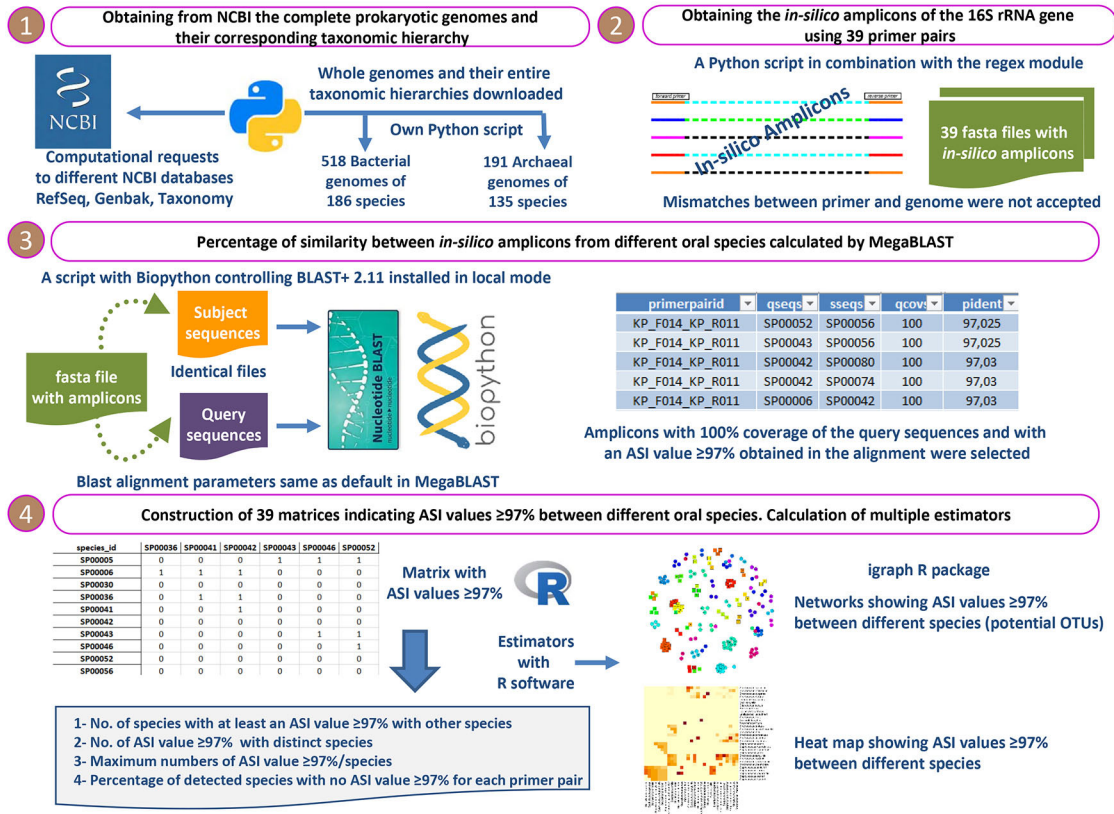 1
Obtaining from NCBI the complete prokaryotic genomes and
their corresponding taxonomic hierarchy
NCBI
Whole genomes and their entire
taxonomic hierarchies downloaded
Own Python script
Computational requests
to different NCBI databases
RefSeq, Genbak, Taxonomy
518 Bacterial
genomes of
186 species
191 Archaeal
genomes of
135 species
2
Obtaining the in-silico amplicons of the 16S rRNA gene
using 39 primer pairs
A Python script in combination with the regex module
forward primer
reverse primer
In-silico Amplicons
39 fasta files with
in-silico amplicons
Mismatches between primer and genome were not accepted
3
Percentage of similarity between in-silico amplicons from different oral species calculated by MegaBLAST
A script with Biopython controlling BLAST+ 2.11 installed in local mode
fasta file
with amplicons
Subject
sequences
Identical files
Query
sequences
Nucleotide BLAST
nucleotide ▸ nucleotide
biopython
Blast alignment parameters same as default in MegaBLAST
primerpairid qseqs sseqs qcovs pident
KP_F014_KP_R011 SP00052 SP00056 100 97,025
KP_F014_KP_R011 SP00043 SP00056 100 97,025
KP_F014_KP_R011 SP00042 SP00080 100 97,03
KP_F014_KP_R011 SP00042 SP00074 100 97,03
KP_F014_KP_R011 SP00006 SP00042 100 97,03
Amplicons with 100% coverage of the query sequences and with
an ASI value ≥97% obtained in the alignment were selected
4
Construction of 39 matrices indicating ASI values ≥97% between different oral species. Calculation of multiple estimators
species_id SP00036 SP00041 SP00042 SP00043 SP00046 SP00052
SP00005 0 0 0 1 1 1
SP00006 1 1 1 0 0 0
SP00030 0 0 0 0 0 0
SP00036 0 1 1 0 0 0
SP00041 0 0 1 0 0 0
SP00042 0 0 0 0 0 0
SP00043 0 0 0 0 1 1
SP00046 0 0 0 0 0 1
SP00052 0 0 0 0 0 0
SP00056 0 0 0 0 0 0
Matrix with
ASI values ≥97%
R
Estimators
with
R software
igraph R package
Networks showing ASI values ≥97%
between different species (potential OTUs)
Heat map showing ASI values ≥97%
between different species
1- No. of species with at least an ASI value ≥97% with other species
2- No. of ASI value ≥97% with distinct species
3- Maximum numbers of ASI value ≥97%/species
4- Percentage of detected species with no ASI value ≥97% for each primer pair